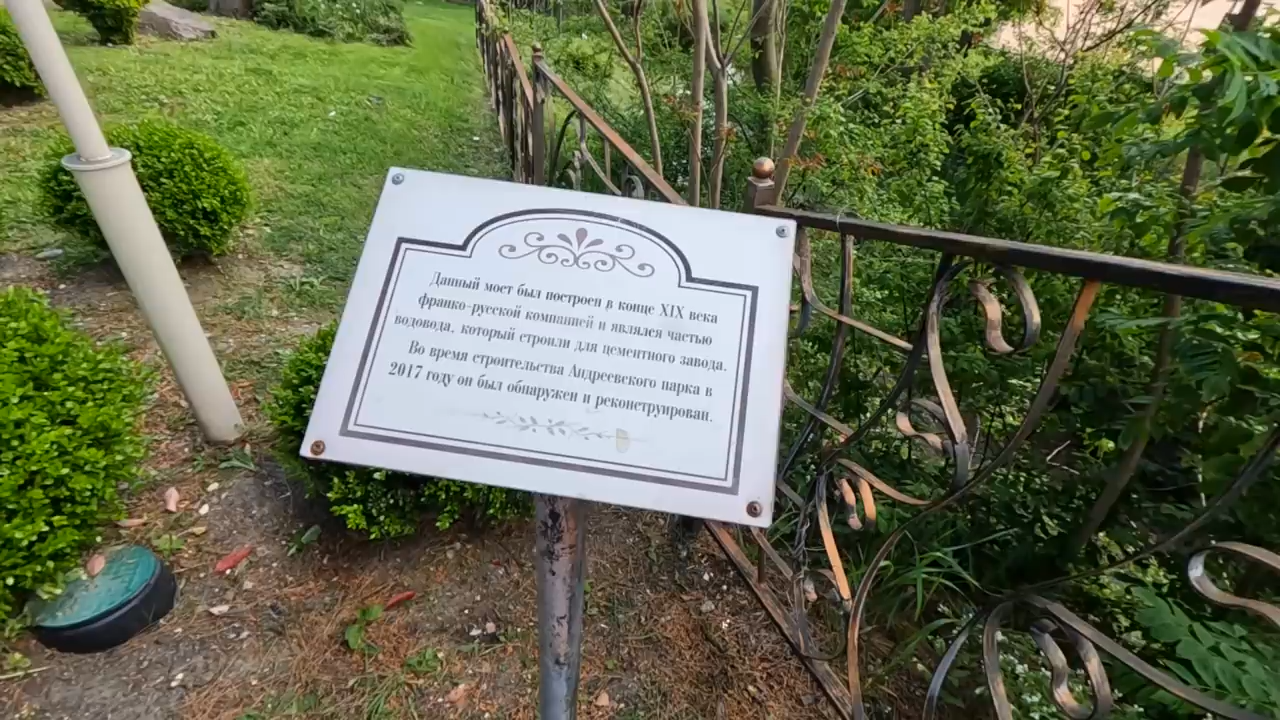 Данный мост был построен в конце XIX века
франко-русской компанией и являлся частью
водовода, который строили для цементного завода.
Во время строительства Андреевского парка в
2017 году он был обнаружен и реконструирован.